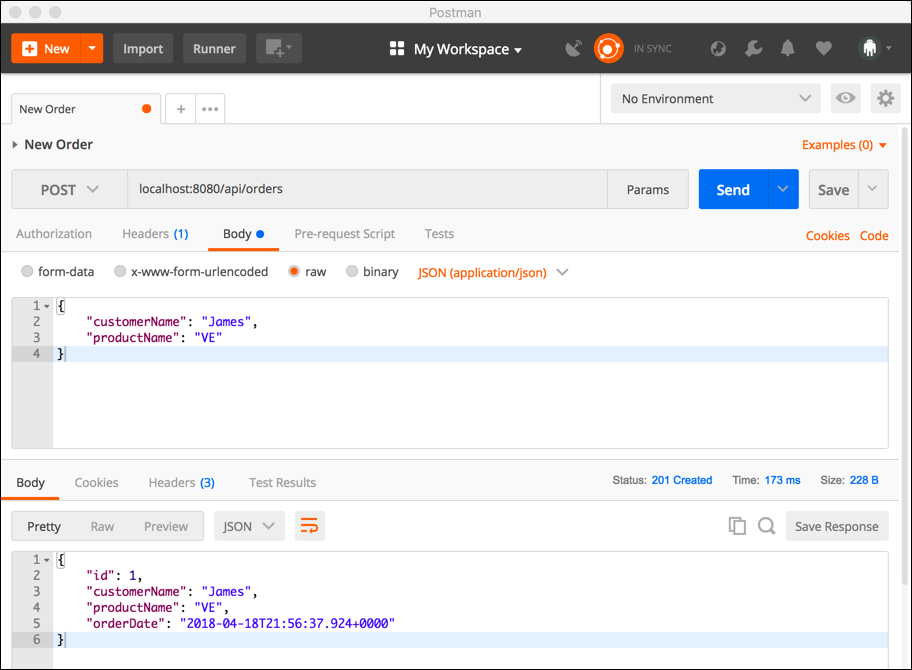 Postman
New Import Runner My Workspace IN SYNC
New Order + ••• No Environment
New Order Examples (0)
POST localhost:8080/api/orders Params Send Save
Authorization Headers (1) Body Pre-request Script Tests Cookies Code
form-data x-www-form-urlencoded raw binary JSON (application/json)
1 {
2 "customerName": "James",
3 "productName": "VE"
4 }
Body Cookies Headers (3) Test Results Status: 201 Created Time: 173 ms Size: 228 B
Pretty Raw Preview JSON Save Response
1 {
2 "id": 1,
3 "customerName": "James",
4 "productName": "VE",
5 "orderDate": "2018-04-18T21:56:37.924+0000"
6 }